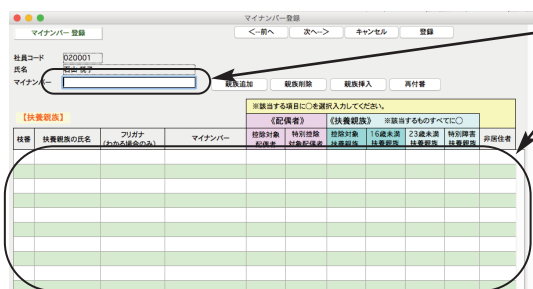 マイナンバー登録
マイナンバー 登録
<--前へ 次へ--> キャンセル 登録
社員コード 020001
氏名
マイナンバー
親族追加 親族削除 親族挿入 再付番
※該当する項目に○を選択入力してください。
【扶養親族】
《配偶者》 《扶養親族》 ※該当するものすべてに○
枝番 扶養親族の氏名 フリガナ (わかる場合のみ) マイナンバー 控除対象 配偶者 特別控除 対象配偶者 控除対象 扶養親族 16歳未満 扶養親族 23歳未満 扶養親族 特別障害 扶養親族 非居住者